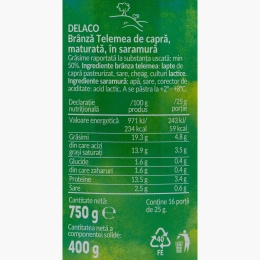 DELACO
Brânză Telemea de capră,
maturată, în saramură
Grăsime raportată la substanța uscată: min
50%. Ingrediente brânza telemea: lapte de
capră pasteurizat, sare, cheag, culturi lactice.
Ingrediente saramură: apă, sare, corector de
aciditate: acid lactic. A se păstra la +2° - +8°C.
Declarație nutrițională /100 g produs /25 g porție
Valoare energetică 971 kJ/ 234 kcal 243 kJ/ 59 kcal
Grăsimi 19.3 g 4.8 g
din care acizi grași saturați 13.9 g 3.5 g
Glucide 1.6 g 0.4 g
din care zaharuri 1.6 g 0.4 g
Proteine 13.5 g 3.4 g
Sare 2.5 g 0.6 g
Cantitate netă:
750 g e
Cantitatea netă a
componentei solide:
400 g
Conține 16 porții
de 25 g.
40
FE